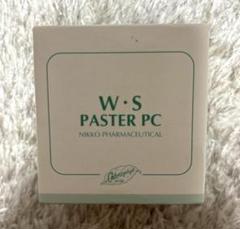 W・S
PASTER PC
NIKKO PHARMACEUTICAL